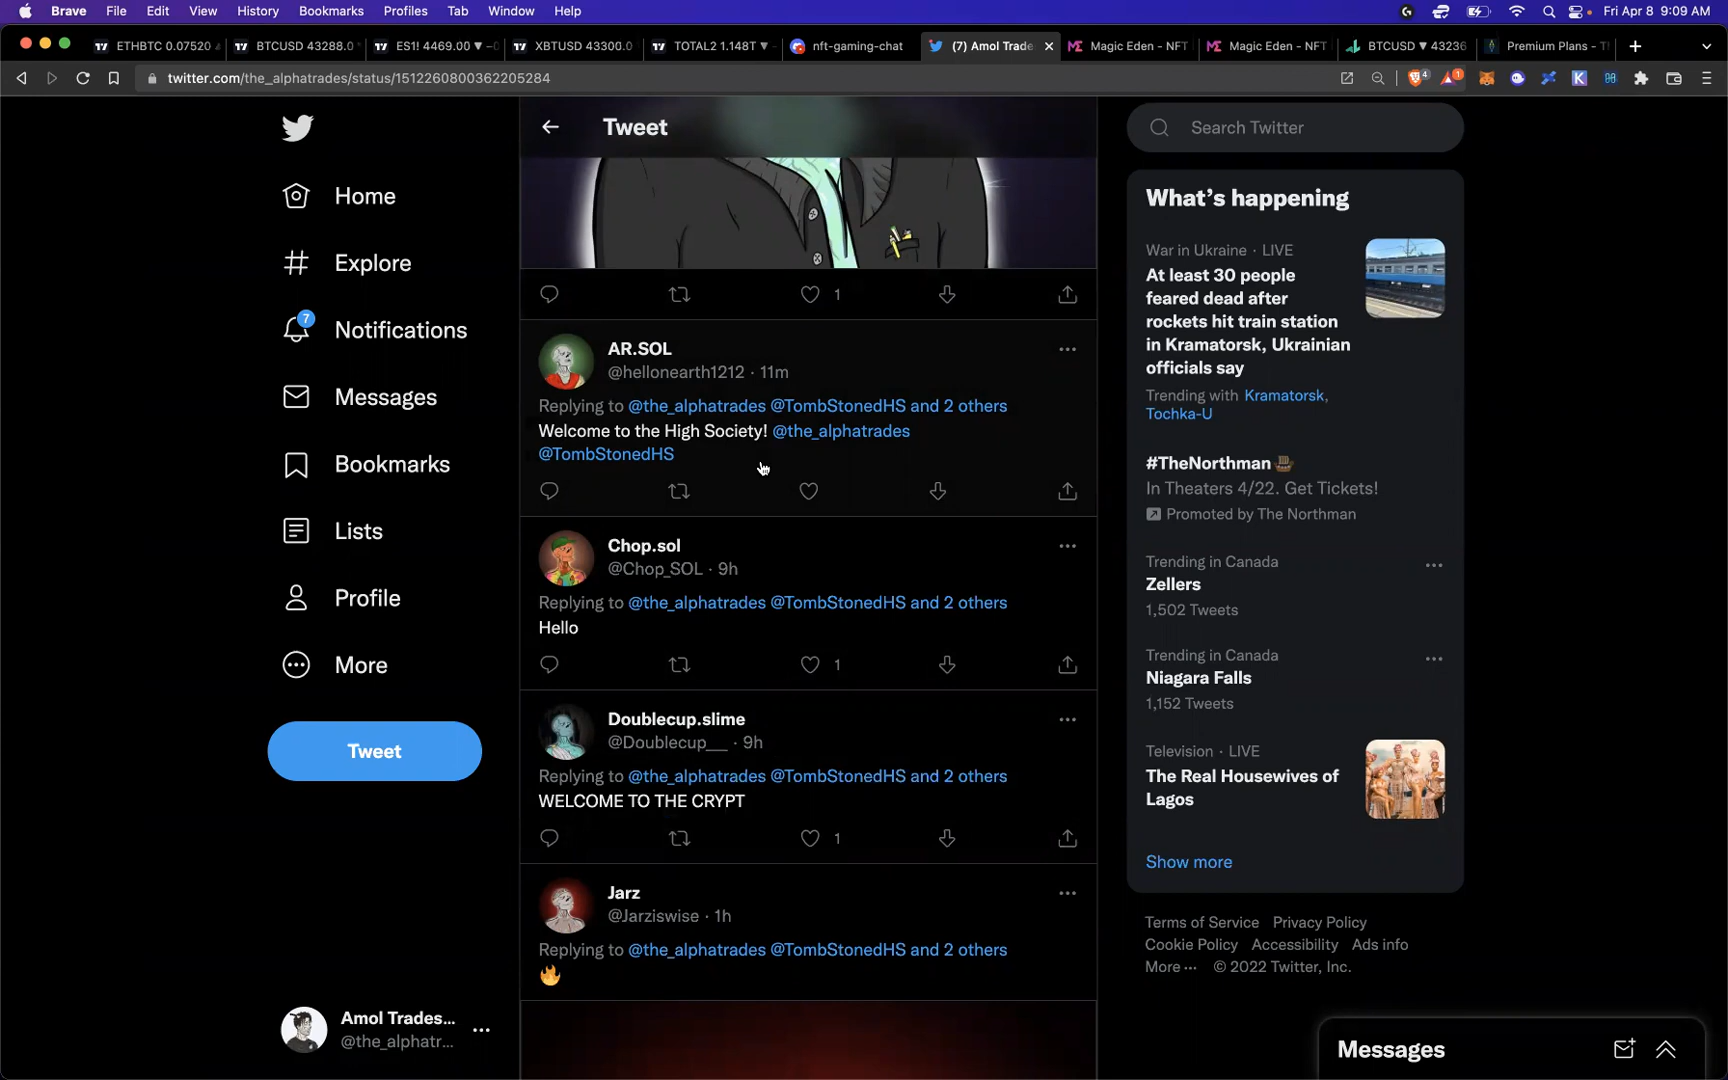 Brave File Edit View History Bookmarks Profiles Tab Window Help Fri Apr 8 9:09 AM
ETHBTC 0.07520 BTCUSD 43288.0 ES1! 4469.00 ▼ XBTUSD 43300.0 TOTAL2 1.148T ▼ nft-gaming-chat (7) Amol Trade Magic Eden - NFT Magic Eden - NFT BTCUSD ▼ 43236 Premium Plans - T
twitter.com/the_alphatrades/status/1512260800362205284 4 1
Tweet
Search Twitter
Home
Explore
7
Notifications
Messages
Bookmarks
Lists
Profile
More
Tweet
Amol Trades...
@the_alphatr...
1
AR.SOL
@hellonearth1212 · 11m
Replying to @the_alphatrades @TombStonedHS and 2 others
Welcome to the High Society! @the_alphatrades
@TombStonedHS
Chop.sol
@Chop_SOL · 9h
Replying to @the_alphatrades @TombStonedHS and 2 others
Hello
1
Doublecup.slime
@Doublecup__ · 9h
Replying to @the_alphatrades @TombStonedHS and 2 others
WELCOME TO THE CRYPT
1
Jarz
@Jarziswise · 1h
Replying to @the_alphatrades @TombStonedHS and 2 others
🔥
What's happening
War in Ukraine · LIVE
At least 30 people
feared dead after
rockets hit train station
in Kramatorsk, Ukrainian
officials say
Trending with Kramatorsk,
Tochka-U
#TheNorthman
In Theaters 4/22. Get Tickets!
Promoted by The Northman
Trending in Canada
Zellers
1,502 Tweets
Trending in Canada
Niagara Falls
1,152 Tweets
Television · LIVE
The Real Housewives of
Lagos
Show more
Terms of Service Privacy Policy
Cookie Policy Accessibility Ads info
More ··· © 2022 Twitter, Inc.
Messages